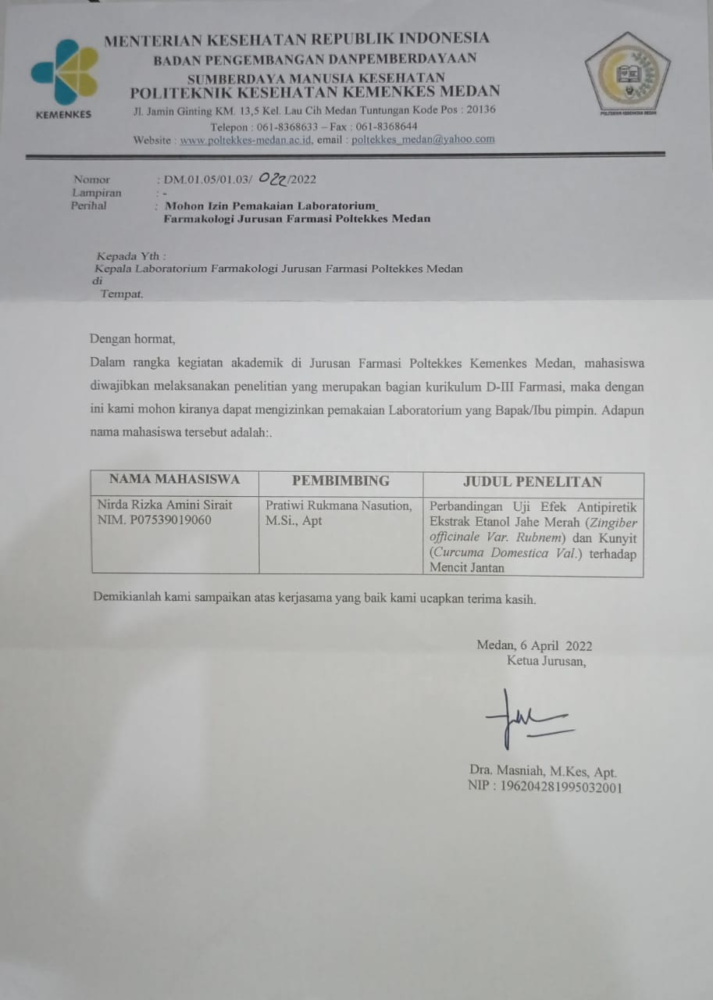 MENTERIAN KESEHATAN REPUBLIK INDONESIA
BADAN PENGEMBANGAN DANPEMBERDAYAAN
SUMBERDAYA MANUSIA KESEHATAN
POLITEKNIK KESEHATAN KEMENKES MEDAN
KEMENKES
Jl. Jamin Ginting KM. 13,5 Kel. Lau Cih Medan Tuntungan Kode Pos : 20136
Telepon : 061-8368633 – Fax : 061-8368644
Website : www.poltekkes-medan.ac.id, email : poltekkes_medan@yahoo.com
POLTEKNIK KESEHATAN MEDAN
Nomor : DM.01.05/01.03/ 022/2022
Lampiran : -
Perihal : Mohon Izin Pemakaian Laboratorium
Farmakologi Jurusan Farmasi Poltekkes Medan
Kepada Yth :
Kepala Laboratorium Farmakologi Jurusan Farmasi Poltekkes Medan
di
Tempat.
Dengan hormat,
Dalam rangka kegiatan akademik di Jurusan Farmasi Poltekkes Kemenkes Medan, mahasiswa
diwajibkan melaksanakan penelitian yang merupakan bagian kurikulum D-III Farmasi, maka dengan
ini kami mohon kiranya dapat mengizinkan pemakaian Laboratorium yang Bapak/Ibu pimpin. Adapun
nama mahasiswa tersebut adalah:.
NAMA MAHASISWA PEMBIMBING JUDUL PENELITAN
Nirda Rizka Amini Sirait
NIM. P07539019060
Pratiwi Rukmana Nasution,
M.Si., Apt
Perbandingan Uji Efek Antipiretik
Ekstrak Etanol Jahe Merah (Zingiber
officinale Var. Rubnem) dan Kunyit
(Curcuma Domestica Val.) terhadap
Mencit Jantan
Demikianlah kami sampaikan atas kerjasama yang baik kami ucapkan terima kasih.
Medan, 6 April 2022
Ketua Jurusan,
Dra. Masniah, M.Kes, Apt.
NIP : 196204281995032001